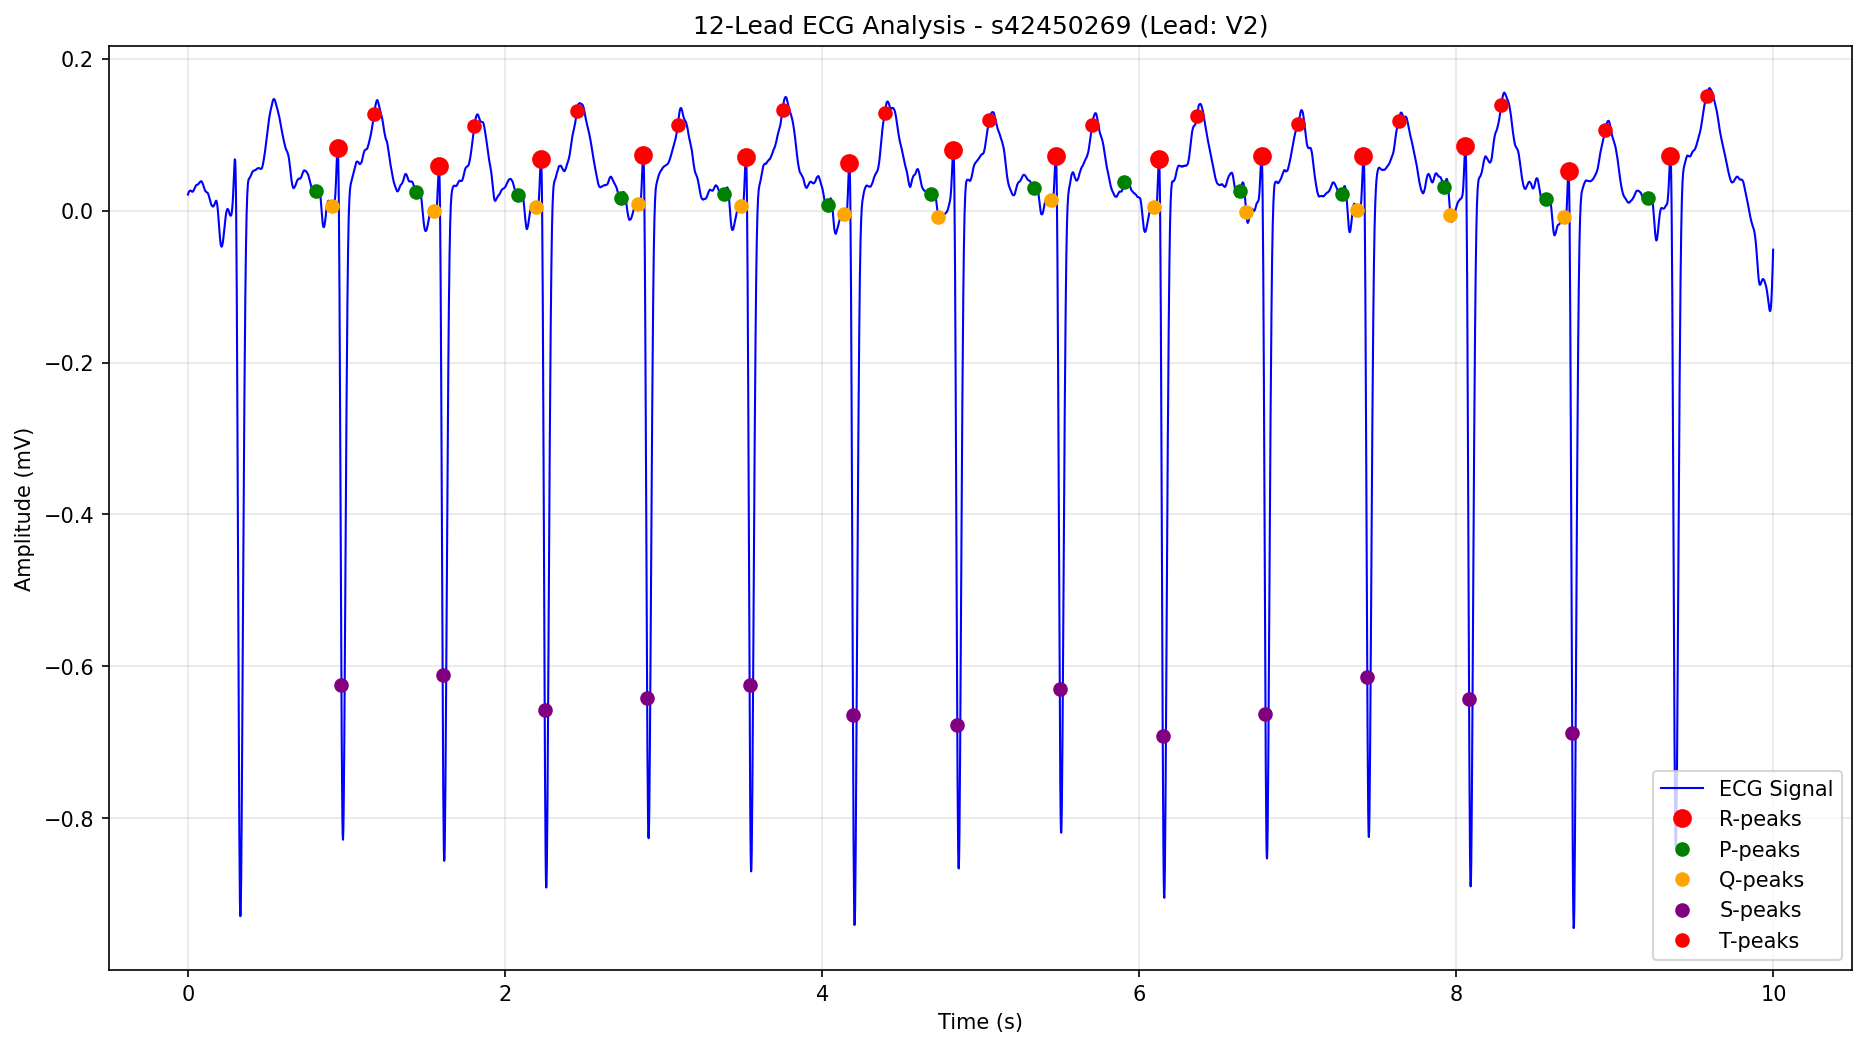 12-Lead ECG Analysis - s42450269 (Lead: V2)
Amplitude (mV)
0.2
0.0
−0.2
−0.4
−0.6
−0.8
ECG Signal
R-peaks
P-peaks
Q-peaks
S-peaks
T-peaks
0 2 4 6 8 10
Time (s)